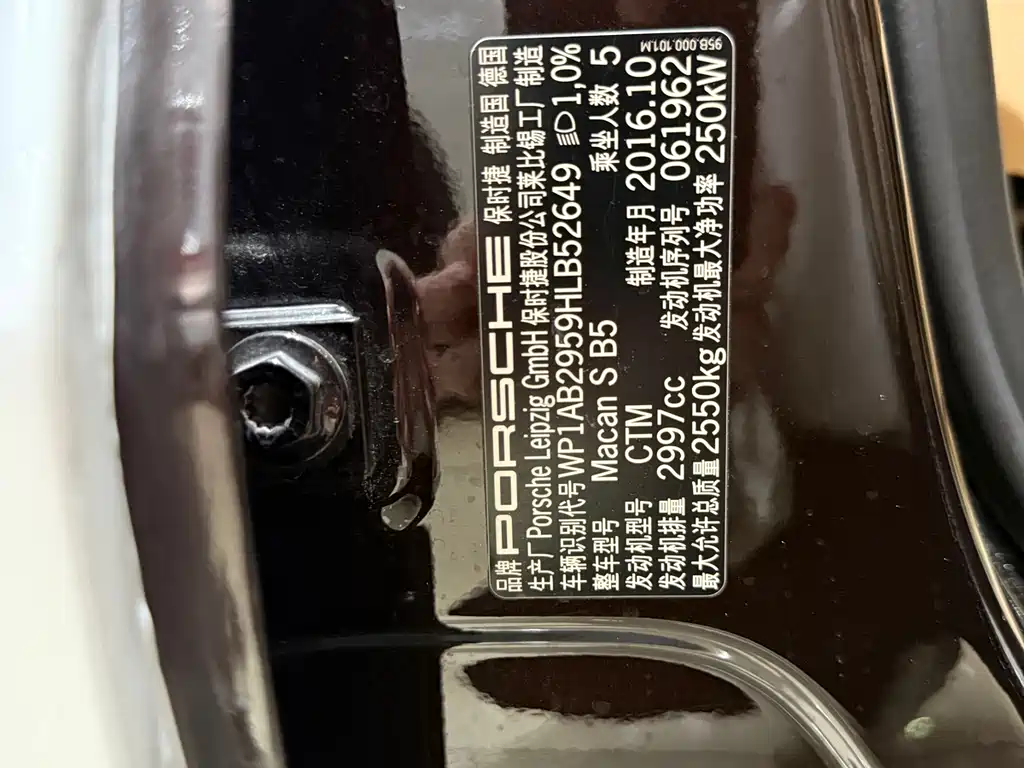 品牌 PORSCHE 保时捷 制造国 德国
生产厂 Porsche Leipzig GmbH 保时捷股份公司莱比锡工厂制造
车辆识别代号 WP1AB2959HLB52649 1,0%
整车型号 Macan S B5 乘坐人数 5
发动机型号 CTM 制造年月 2016.10
发动机排量 2997cc 发动机序列号 061962
最大允许总质量 2550kg 发动机最大净功率 250kW
95B.000.101.M